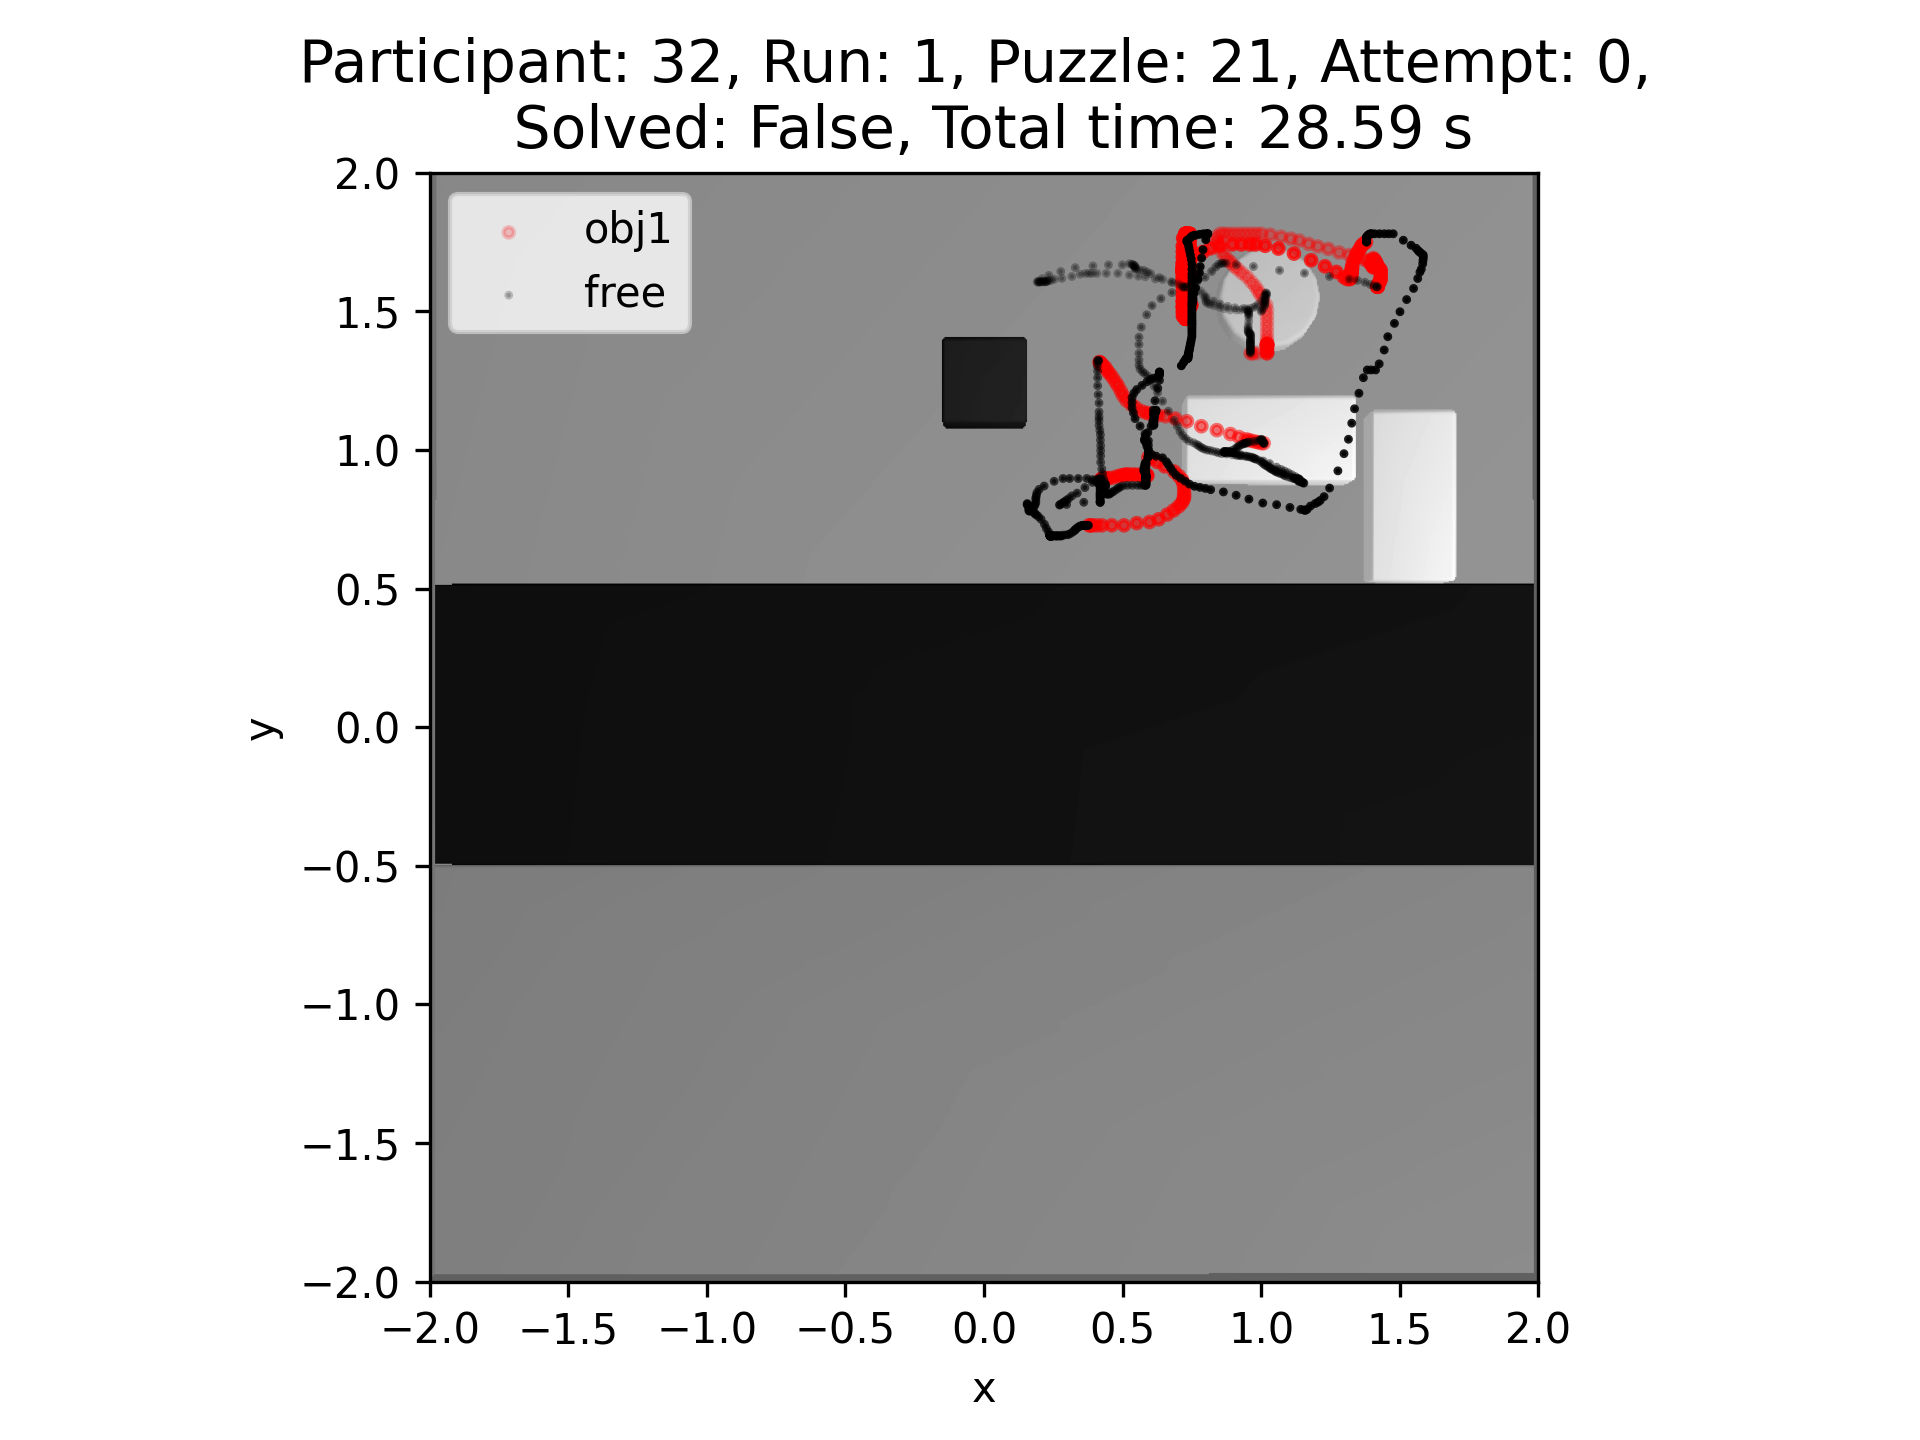 Participant: 32, Run: 1, Puzzle: 21, Attempt: 0,
Solved: False, Total time: 28.59 s
obj1
free
2.0
1.5
1.0
0.5
0.0
−0.5
−1.0
−1.5
−2.0
y
−2.0 −1.5 −1.0 −0.5 0.0 0.5 1.0 1.5 2.0
x